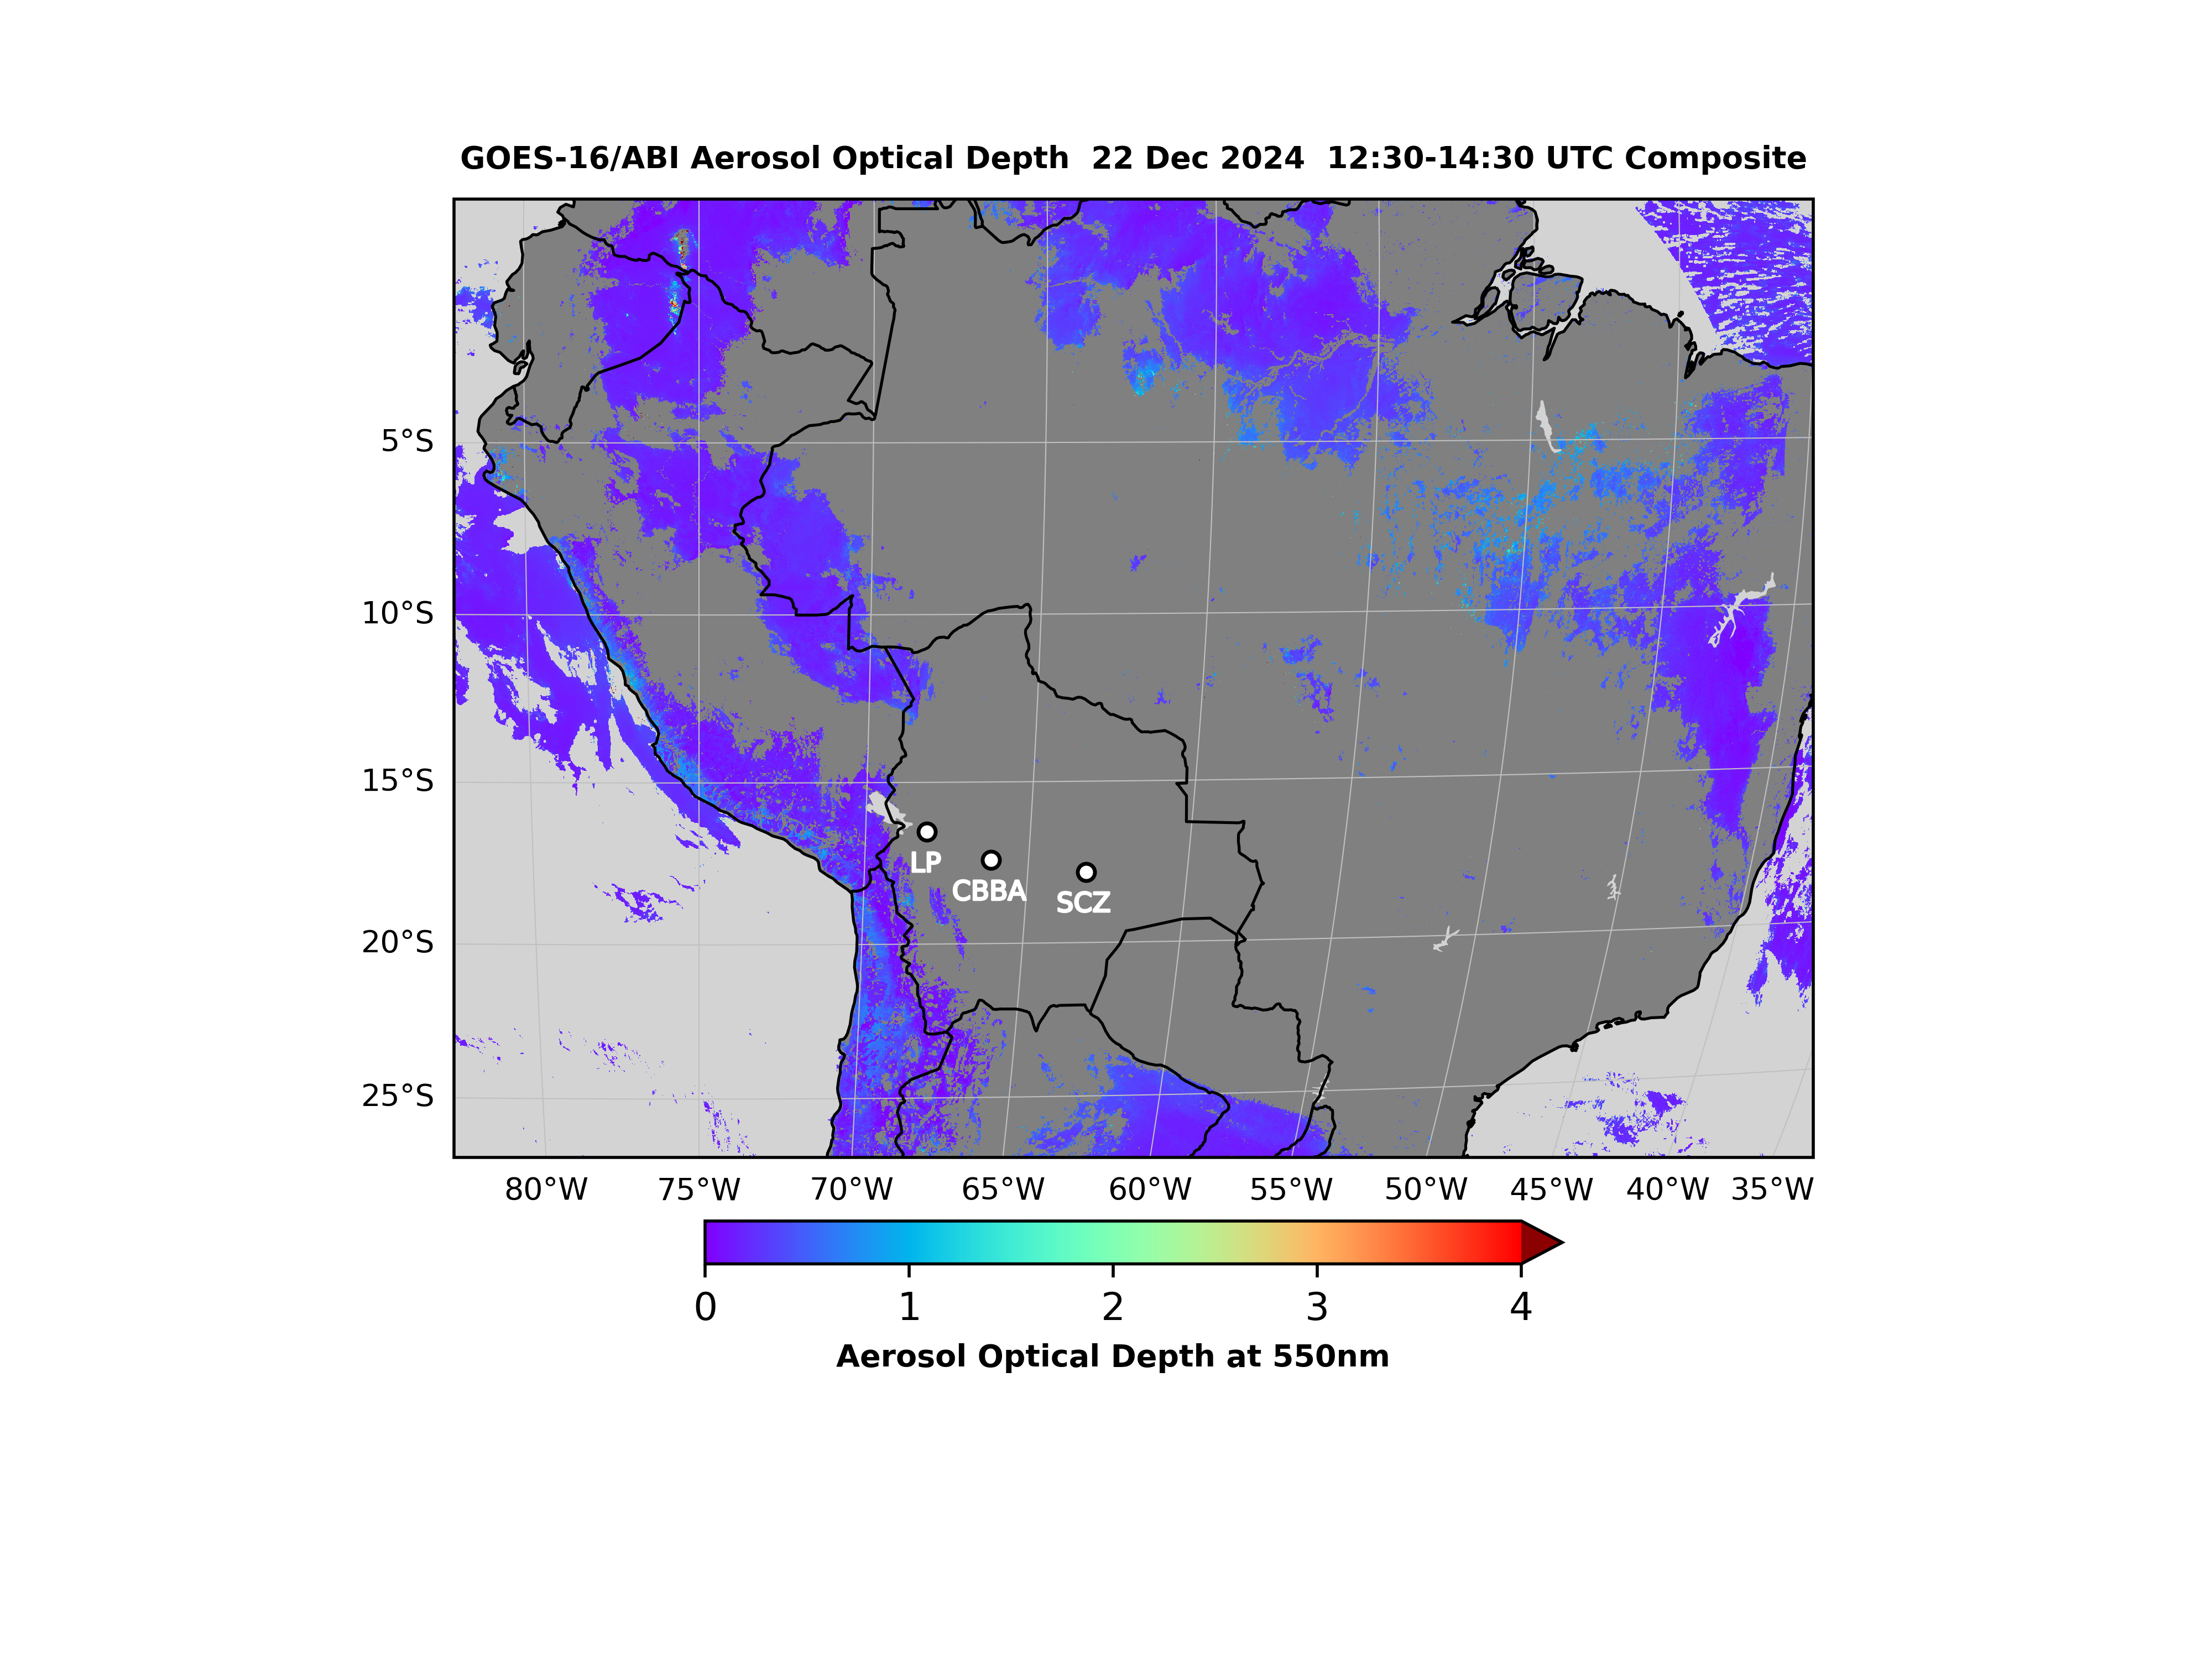 GOES-16/ABI Aerosol Optical Depth  22 Dec 2024  12:30-14:30 UTC Composite
5°S
10°S
15°S
LP
CBBA
SCZ
20°S
25°S
80°W 75°W 70°W 65°W 60°W 55°W 50°W 45°W 40°W 35°W
0 1 2 3 4
Aerosol Optical Depth at 550nm